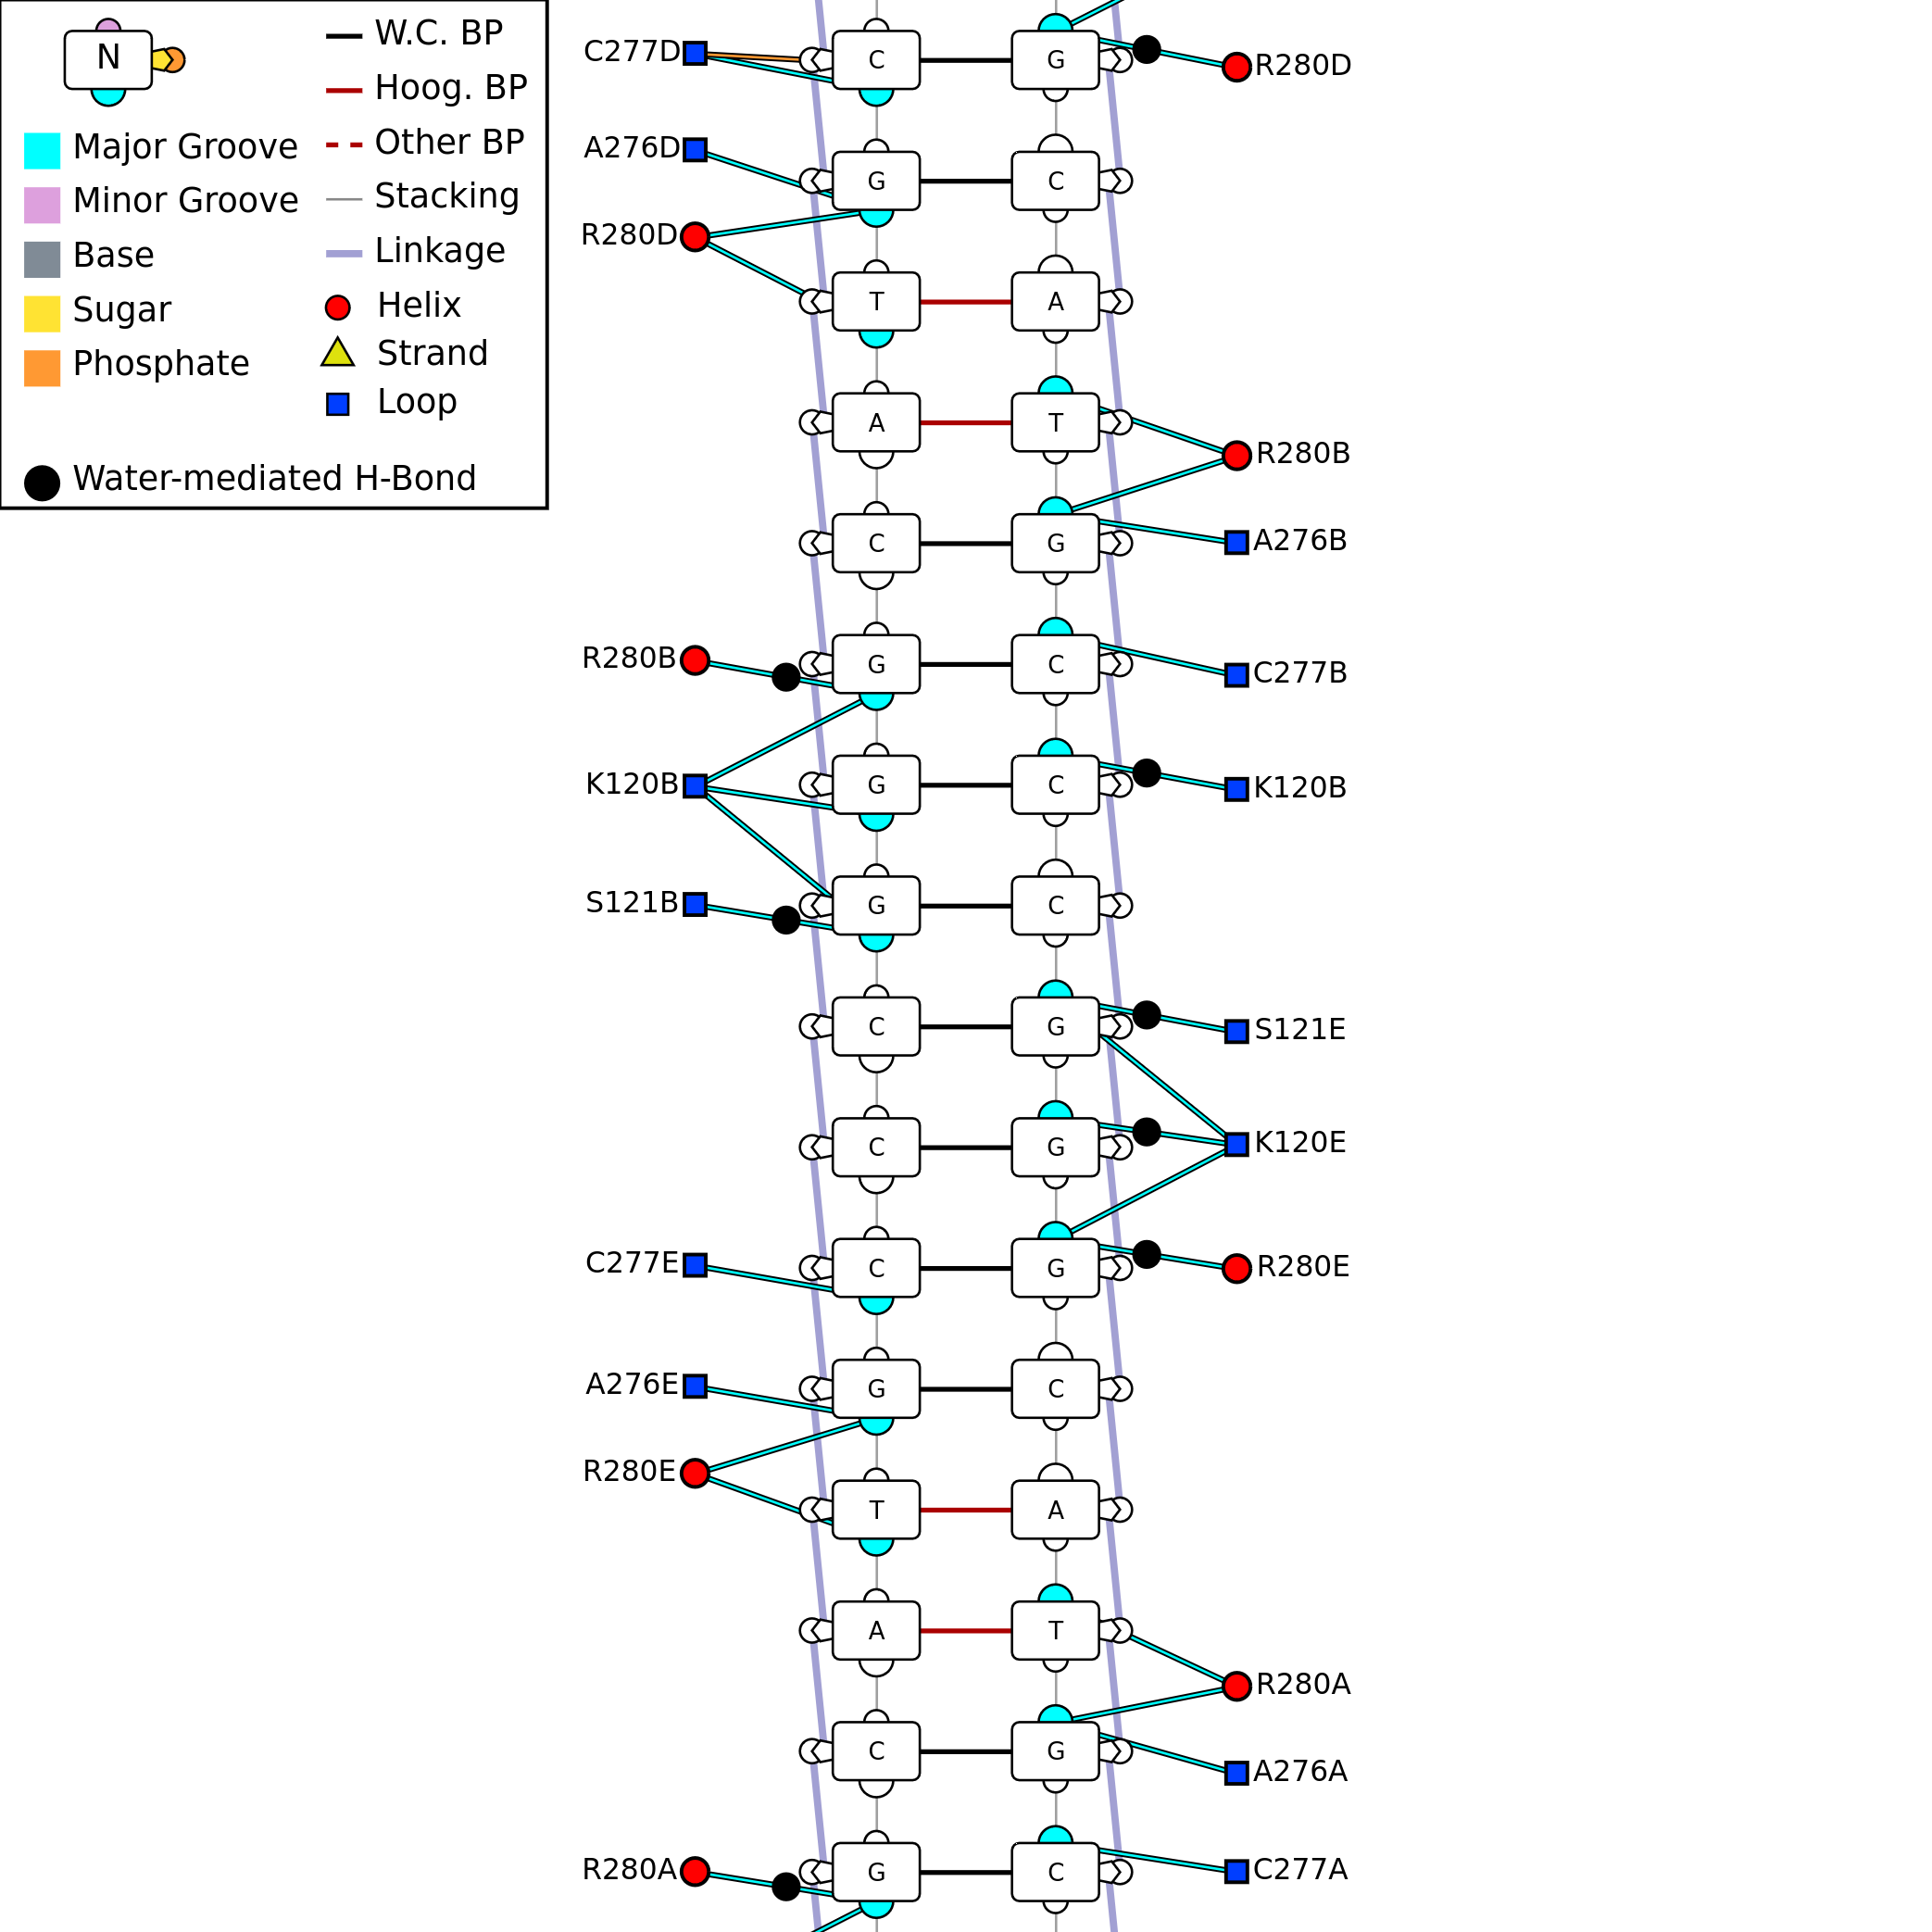 N
W.C. BP
Hoog. BP
Other BP
Stacking
Linkage
Helix
Strand
Loop
Major Groove
Minor Groove
Base
Sugar
Phosphate
Water-mediated H-Bond
C277D C G R280D
A276D G C
R280D
T A
A T
R280B
C G A276B
R280B G C C277B
K120B G C K120B
S121B G C
C G S121E
C G K120E
C277E C G R280E
A276E G C
R280E
T A
A T
R280A
C G A276A
R280A G C C277A